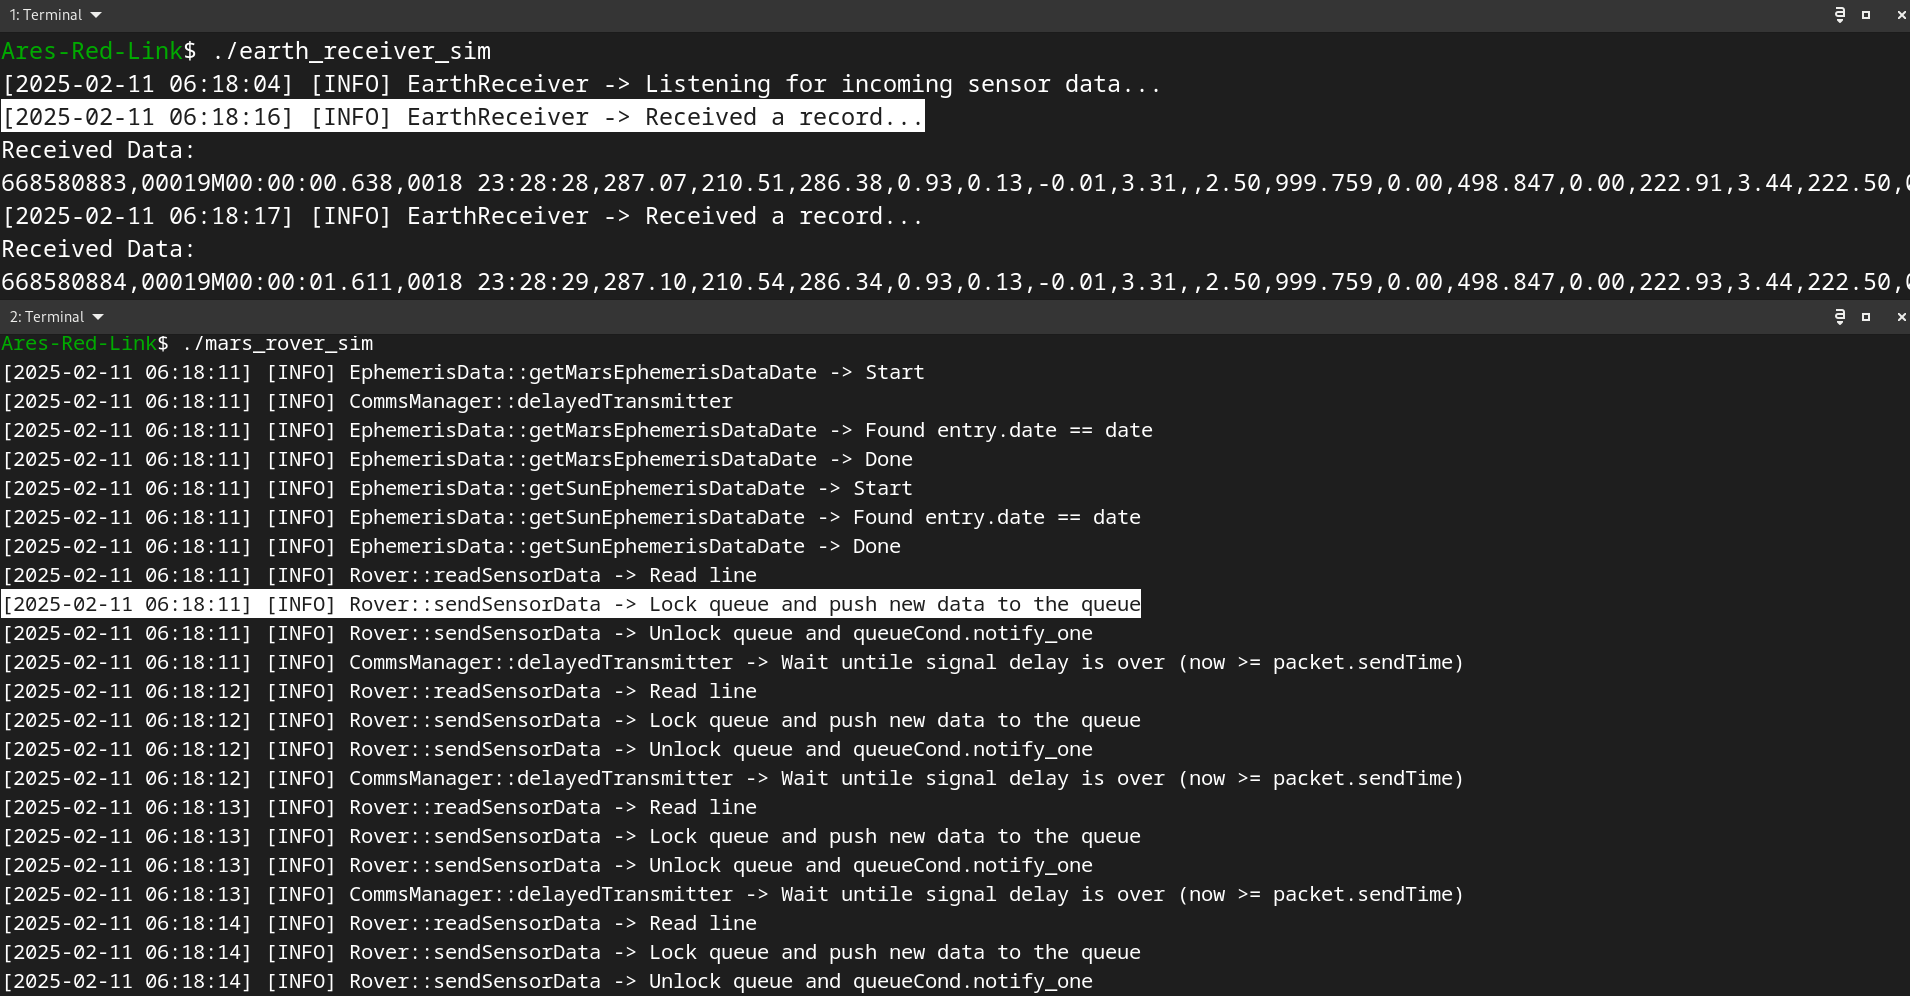 1: Terminal
Ares-Red-Link$ ./earth_receiver_sim
[2025-02-11 06:18:04] [INFO] EarthReceiver -> Listening for incoming sensor data...
[2025-02-11 06:18:16] [INFO] EarthReceiver -> Received a record...
Received Data:
668580883,00019M00:00:00.638,0018 23:28:28,287.07,210.51,286.38,0.93,0.13,-0.01,3.31,,2.50,999.759,0.00,498.847,0.00,222.91,3.44,222.50,
[2025-02-11 06:18:17] [INFO] EarthReceiver -> Received a record...
Received Data:
668580884,00019M00:00:01.611,0018 23:28:29,287.10,210.54,286.34,0.93,0.13,-0.01,3.31,,2.50,999.759,0.00,498.847,0.00,222.93,3.44,222.50,
2: Terminal
Ares-Red-Link$ ./mars_rover_sim
[2025-02-11 06:18:11] [INFO] EphemerisData::getMarsEphemerisDataDate -> Start
[2025-02-11 06:18:11] [INFO] CommsManager::delayedTransmitter
[2025-02-11 06:18:11] [INFO] EphemerisData::getMarsEphemerisDataDate -> Found entry.date == date
[2025-02-11 06:18:11] [INFO] EphemerisData::getMarsEphemerisDataDate -> Done
[2025-02-11 06:18:11] [INFO] EphemerisData::getSunEphemerisDataDate -> Start
[2025-02-11 06:18:11] [INFO] EphemerisData::getSunEphemerisDataDate -> Found entry.date == date
[2025-02-11 06:18:11] [INFO] EphemerisData::getSunEphemerisDataDate -> Done
[2025-02-11 06:18:11] [INFO] Rover::readSensorData -> Read line
[2025-02-11 06:18:11] [INFO] Rover::sendSensorData -> Lock queue and push new data to the queue
[2025-02-11 06:18:11] [INFO] Rover::sendSensorData -> Unlock queue and queueCond.notify_one
[2025-02-11 06:18:11] [INFO] CommsManager::delayedTransmitter -> Wait untile signal delay is over (now >= packet.sendTime)
[2025-02-11 06:18:12] [INFO] Rover::readSensorData -> Read line
[2025-02-11 06:18:12] [INFO] Rover::sendSensorData -> Lock queue and push new data to the queue
[2025-02-11 06:18:12] [INFO] Rover::sendSensorData -> Unlock queue and queueCond.notify_one
[2025-02-11 06:18:12] [INFO] CommsManager::delayedTransmitter -> Wait untile signal delay is over (now >= packet.sendTime)
[2025-02-11 06:18:13] [INFO] Rover::readSensorData -> Read line
[2025-02-11 06:18:13] [INFO] Rover::sendSensorData -> Lock queue and push new data to the queue
[2025-02-11 06:18:13] [INFO] Rover::sendSensorData -> Unlock queue and queueCond.notify_one
[2025-02-11 06:18:13] [INFO] CommsManager::delayedTransmitter -> Wait untile signal delay is over (now >= packet.sendTime)
[2025-02-11 06:18:14] [INFO] Rover::readSensorData -> Read line
[2025-02-11 06:18:14] [INFO] Rover::sendSensorData -> Lock queue and push new data to the queue
[2025-02-11 06:18:14] [INFO] Rover::sendSensorData -> Unlock queue and queueCond.notify_one